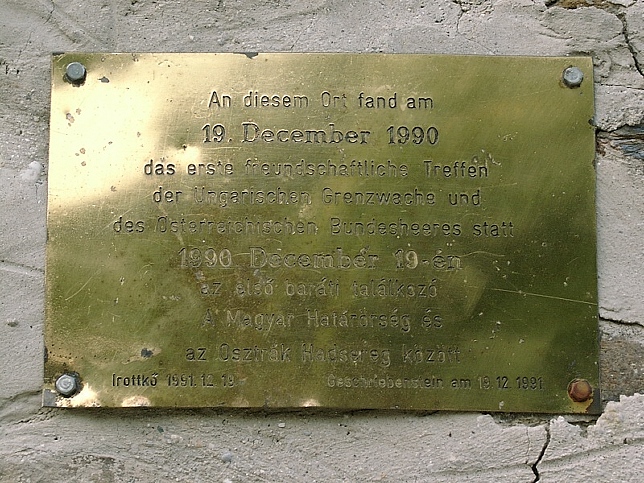 An diesem Ort fand am
19. December 1990
das erste freundschaftliche Treffen
der Ungarischen Grenzwache und
des Österreichischen Bundesheeres statt
1990 December 19-én
az első baráti találkozó
A Magyar Határőrség és
az Osztrák Hadsereg között
Irottkő 1991.12.19. Geschriebenstein am 19.12.1991